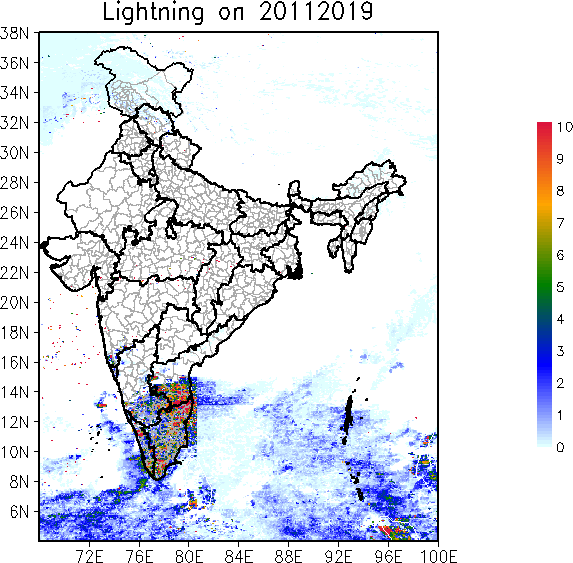 Lightning on 20112019
38N
36N
34N
32N
30N
28N
26N
24N
22N
20N
18N
16N
14N
12N
10N
8N
6N
72E 76E 80E 84E 88E 92E 96E 100E
10
9
8
7
6
5
4
3
2
1
0